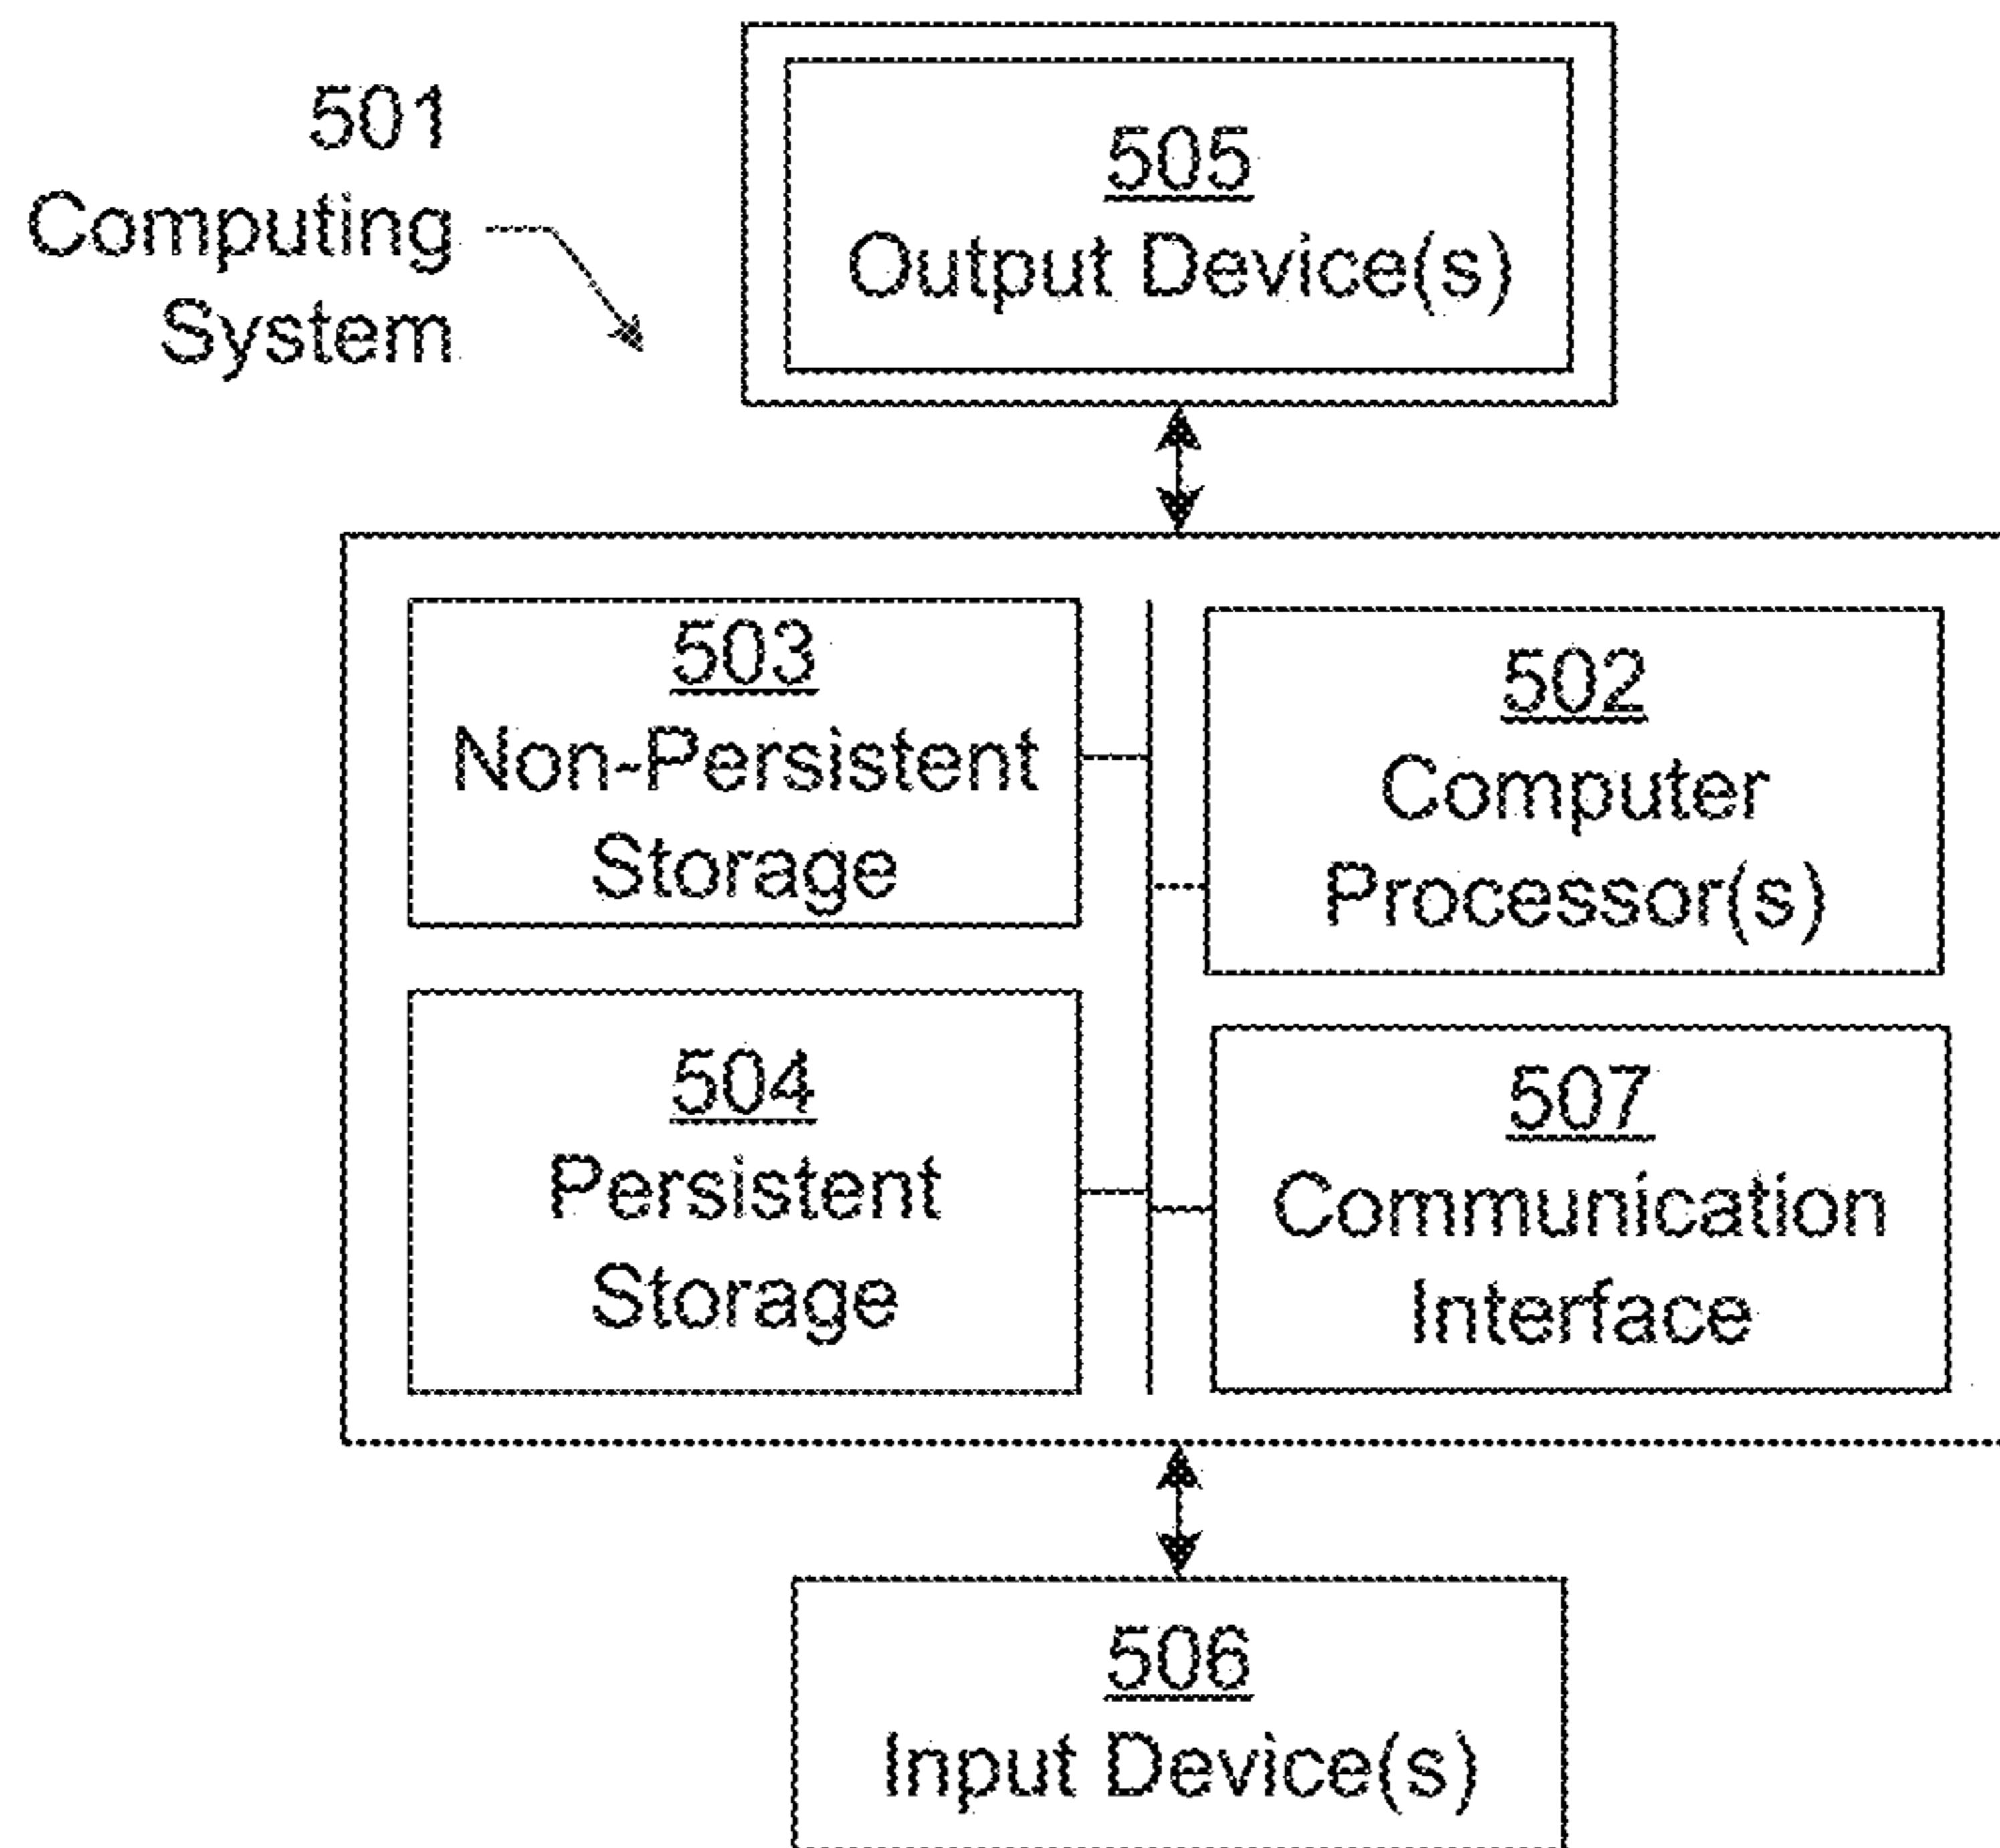 501
Computing
System
505
Output Device(s)
503
Non-Persistent
Storage
502
Computer
Processor(s)
504
Persistent
Storage
507
Communication
Interface
506
Input Device(s)